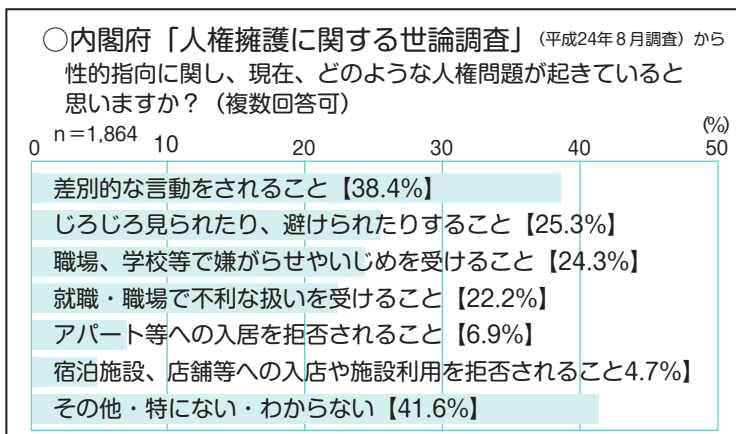 ○内閣府「人権擁護に関する世論調査」（平成24年８月調査）から
性的指向に関し、現在、どのような人権問題が起きていると
思いますか？（複数回答可）
n＝1,864
(%)
0 10 20 30 40 50
差別的な言動をされること【38.4%】
じろじろ見られたり、避けられたりすること【25.3%】
職場、学校等で嫌がらせやいじめを受けること【24.3%】
就職・職場で不利な扱いを受けること【22.2%】
アパート等への入居を拒否されること【6.9%】
宿泊施設、店舗等への入店や施設利用を拒否されること4.7%】
その他・特にない・わからない【41.6%】